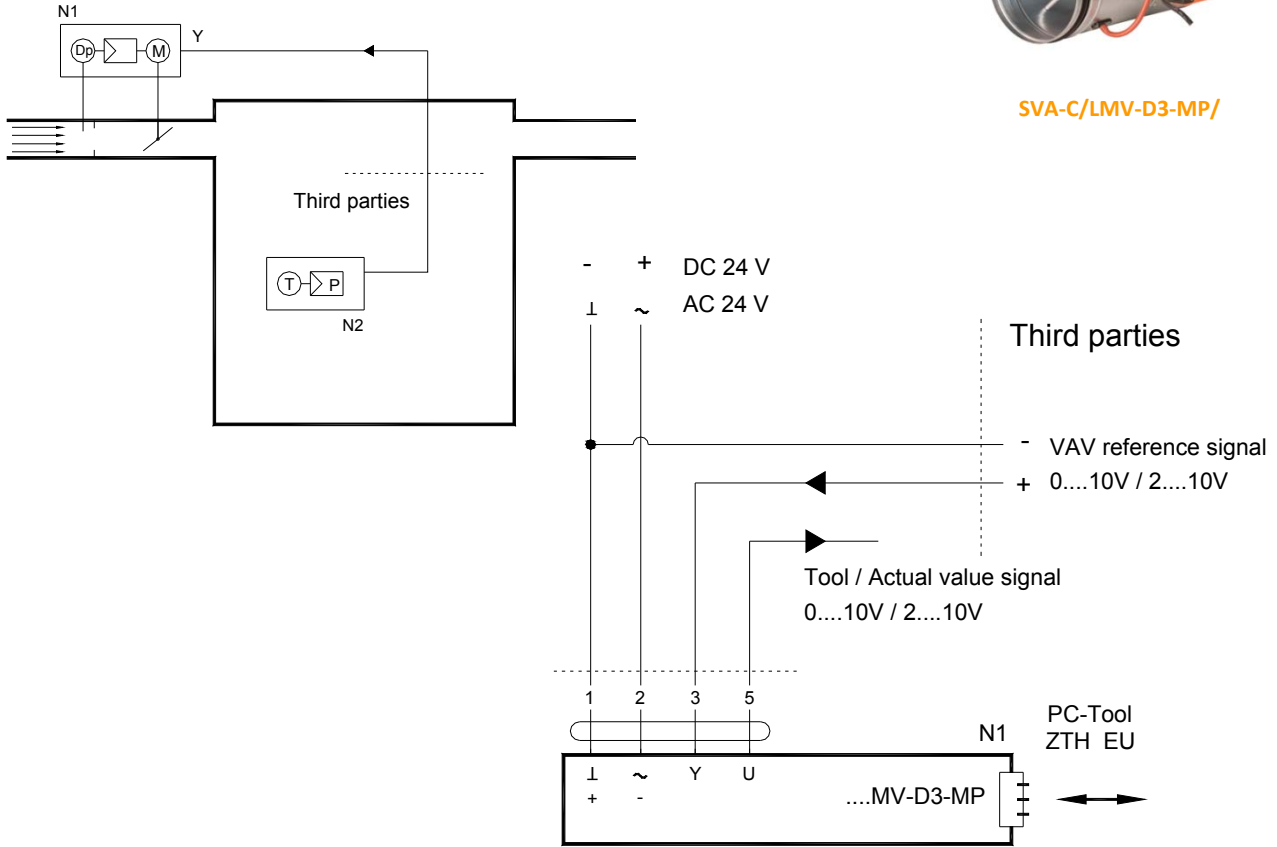 N1
Dp
M
Y
SVA-C/LMV-D3-MP/
Third parties
T
P
N2
- + DC 24 V
⊥ ~ AC 24 V
Third parties
- VAV reference signal
+ 0....10V / 2....10V
Tool / Actual value signal
0....10V / 2....10V
1 2 3 5
N1
PC-Tool
ZTH EU
⊥ ~ Y U
+ -
....MV-D3-MP